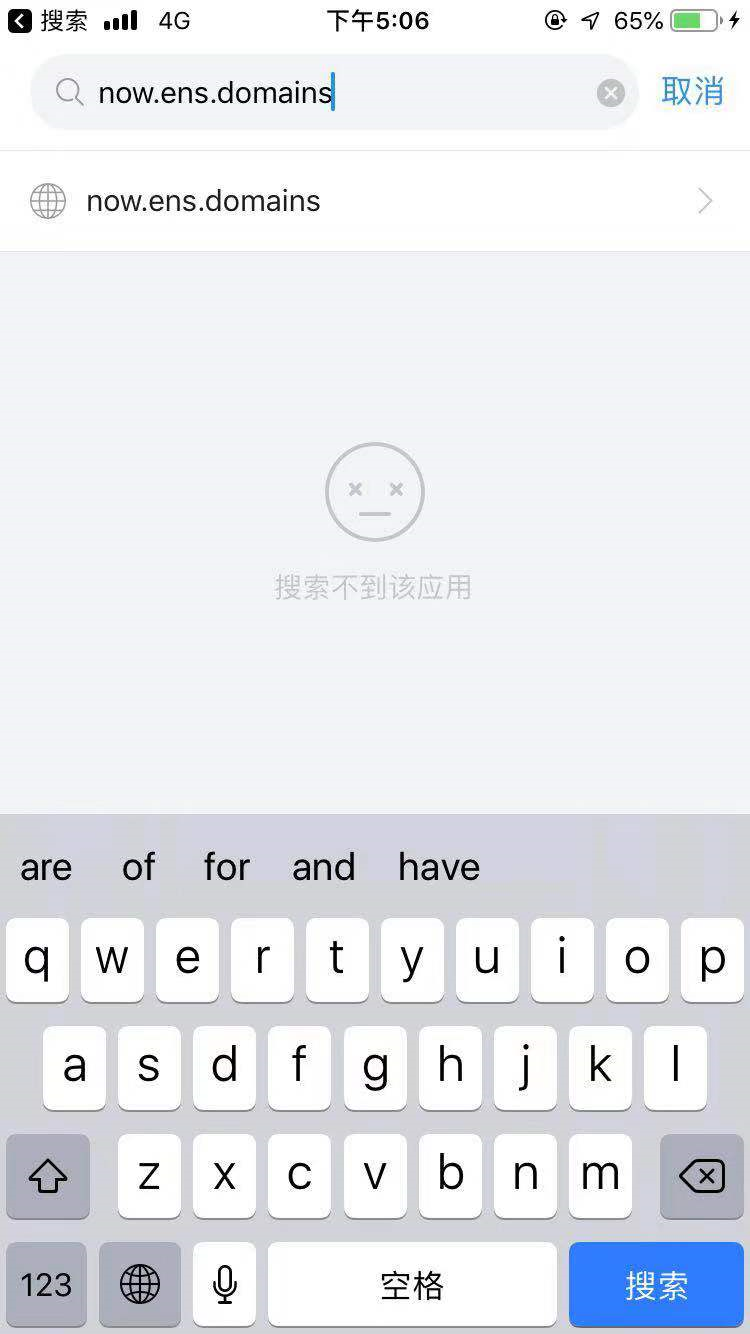 搜索 4G 下午5:06 65%
now.ens.domains 取消
now.ens.domains
搜索不到该应用
are of for and have
q w e r t y u i o p
a s d f g h j k l
z x c v b n m
123 空格 搜索